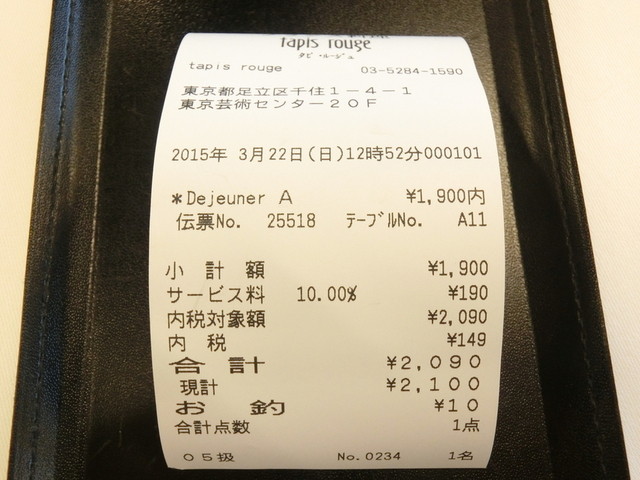 tapis rouge
タピ・ルージュ
tapis rouge 03-5284-1590
東京都足立区千住1-4-1
東京芸術センター20F
2015年 3月22日(日)12時52分000101
*Dejeuner A ¥1,900内
伝票No. 25518 テーブルNo. A11
小計額 ¥1,900
サービス料 10.00% ¥190
内税対象額 ¥2,090
内税 ¥149
合計 ¥2,090
現計 ¥2,100
お釣 ¥10
合計点数 1点
05扱 No.0234 1名